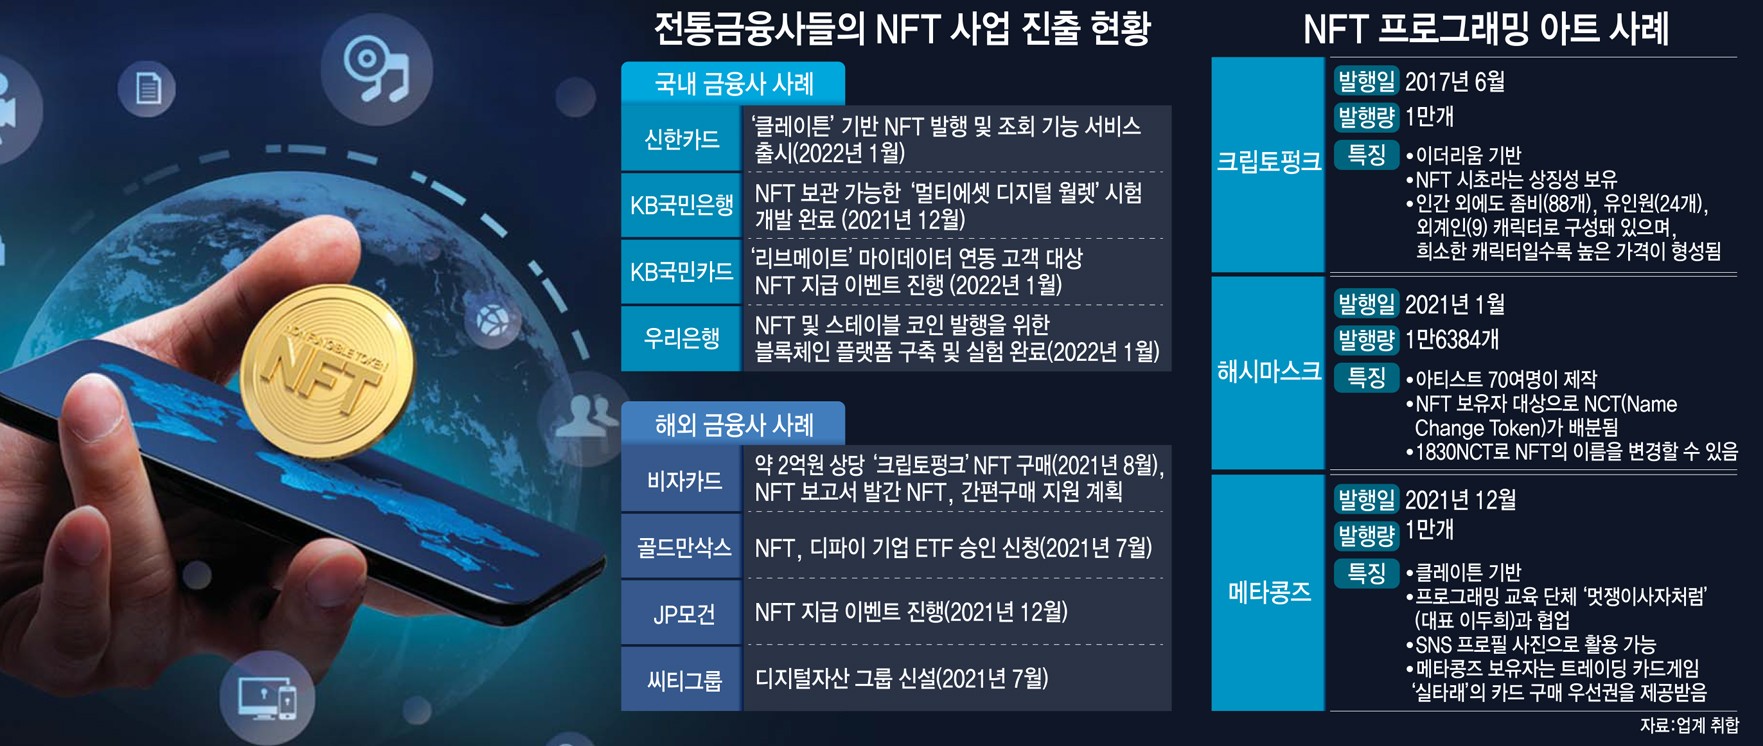 전통금융사들의 NFT 사업 진출 현황
국내 금융사 사례
신한카드
‘클레이튼’ 기반 NFT 발행 및 조회 기능 서비스
출시(2022년 1월)
KB국민은행
NFT 보관 가능한 ‘멀티에셋 디지털 월렛’ 시험
개발 완료 (2021년 12월)
KB국민카드
‘리브메이트’ 마이데이터 연동 고객 대상
NFT 지급 이벤트 진행 (2022년 1월)
우리은행
NFT 및 스테이블 코인 발행을 위한
블록체인 플랫폼 구축 및 실험 완료(2022년 1월)
해외 금융사 사례
비자카드
약 2억원 상당 ‘크립토펑크’ NFT 구매(2021년 8월),
NFT 보고서 발간 NFT, 간편구매 지원 계획
골드만삭스
NFT, 디파이 기업 ETF 승인 신청(2021년 7월)
JP모건
NFT 지급 이벤트 진행(2021년 12월)
씨티그룹
디지털자산 그룹 신설(2021년 7월)
NFT 프로그래밍 아트 사례
크립토펑크
발행일 2017년 6월
발행량 1만개
특징 •이더리움 기반
•NFT 시초라는 상징성 보유
•인간 외에도 좀비(88개), 유인원(24개),
외계인(9) 캐릭터로 구성돼 있으며,
희소한 캐릭터일수록 높은 가격이 형성됨
해시마스크
발행일 2021년 1월
발행량 1만6384개
특징 •아티스트 70여명이 제작
•NFT 보유자 대상으로 NCT(Name
Change Token)가 배분됨
•1830NCT로 NFT의 이름을 변경할 수 있음
메타콩즈
발행일 2021년 12월
발행량 1만개
특징 •클레이튼 기반
•프로그래밍 교육 단체 ‘멋쟁이사자처럼’
(대표 이두희)과 협업
•SNS 프로필 사진으로 활용 가능
•메타콩즈 보유자는 트레이딩 카드게임
‘실타래’의 카드 구매 우선권을 제공받음
자료:업계 취합
NON FUNGIBLE TOKEN
NFT